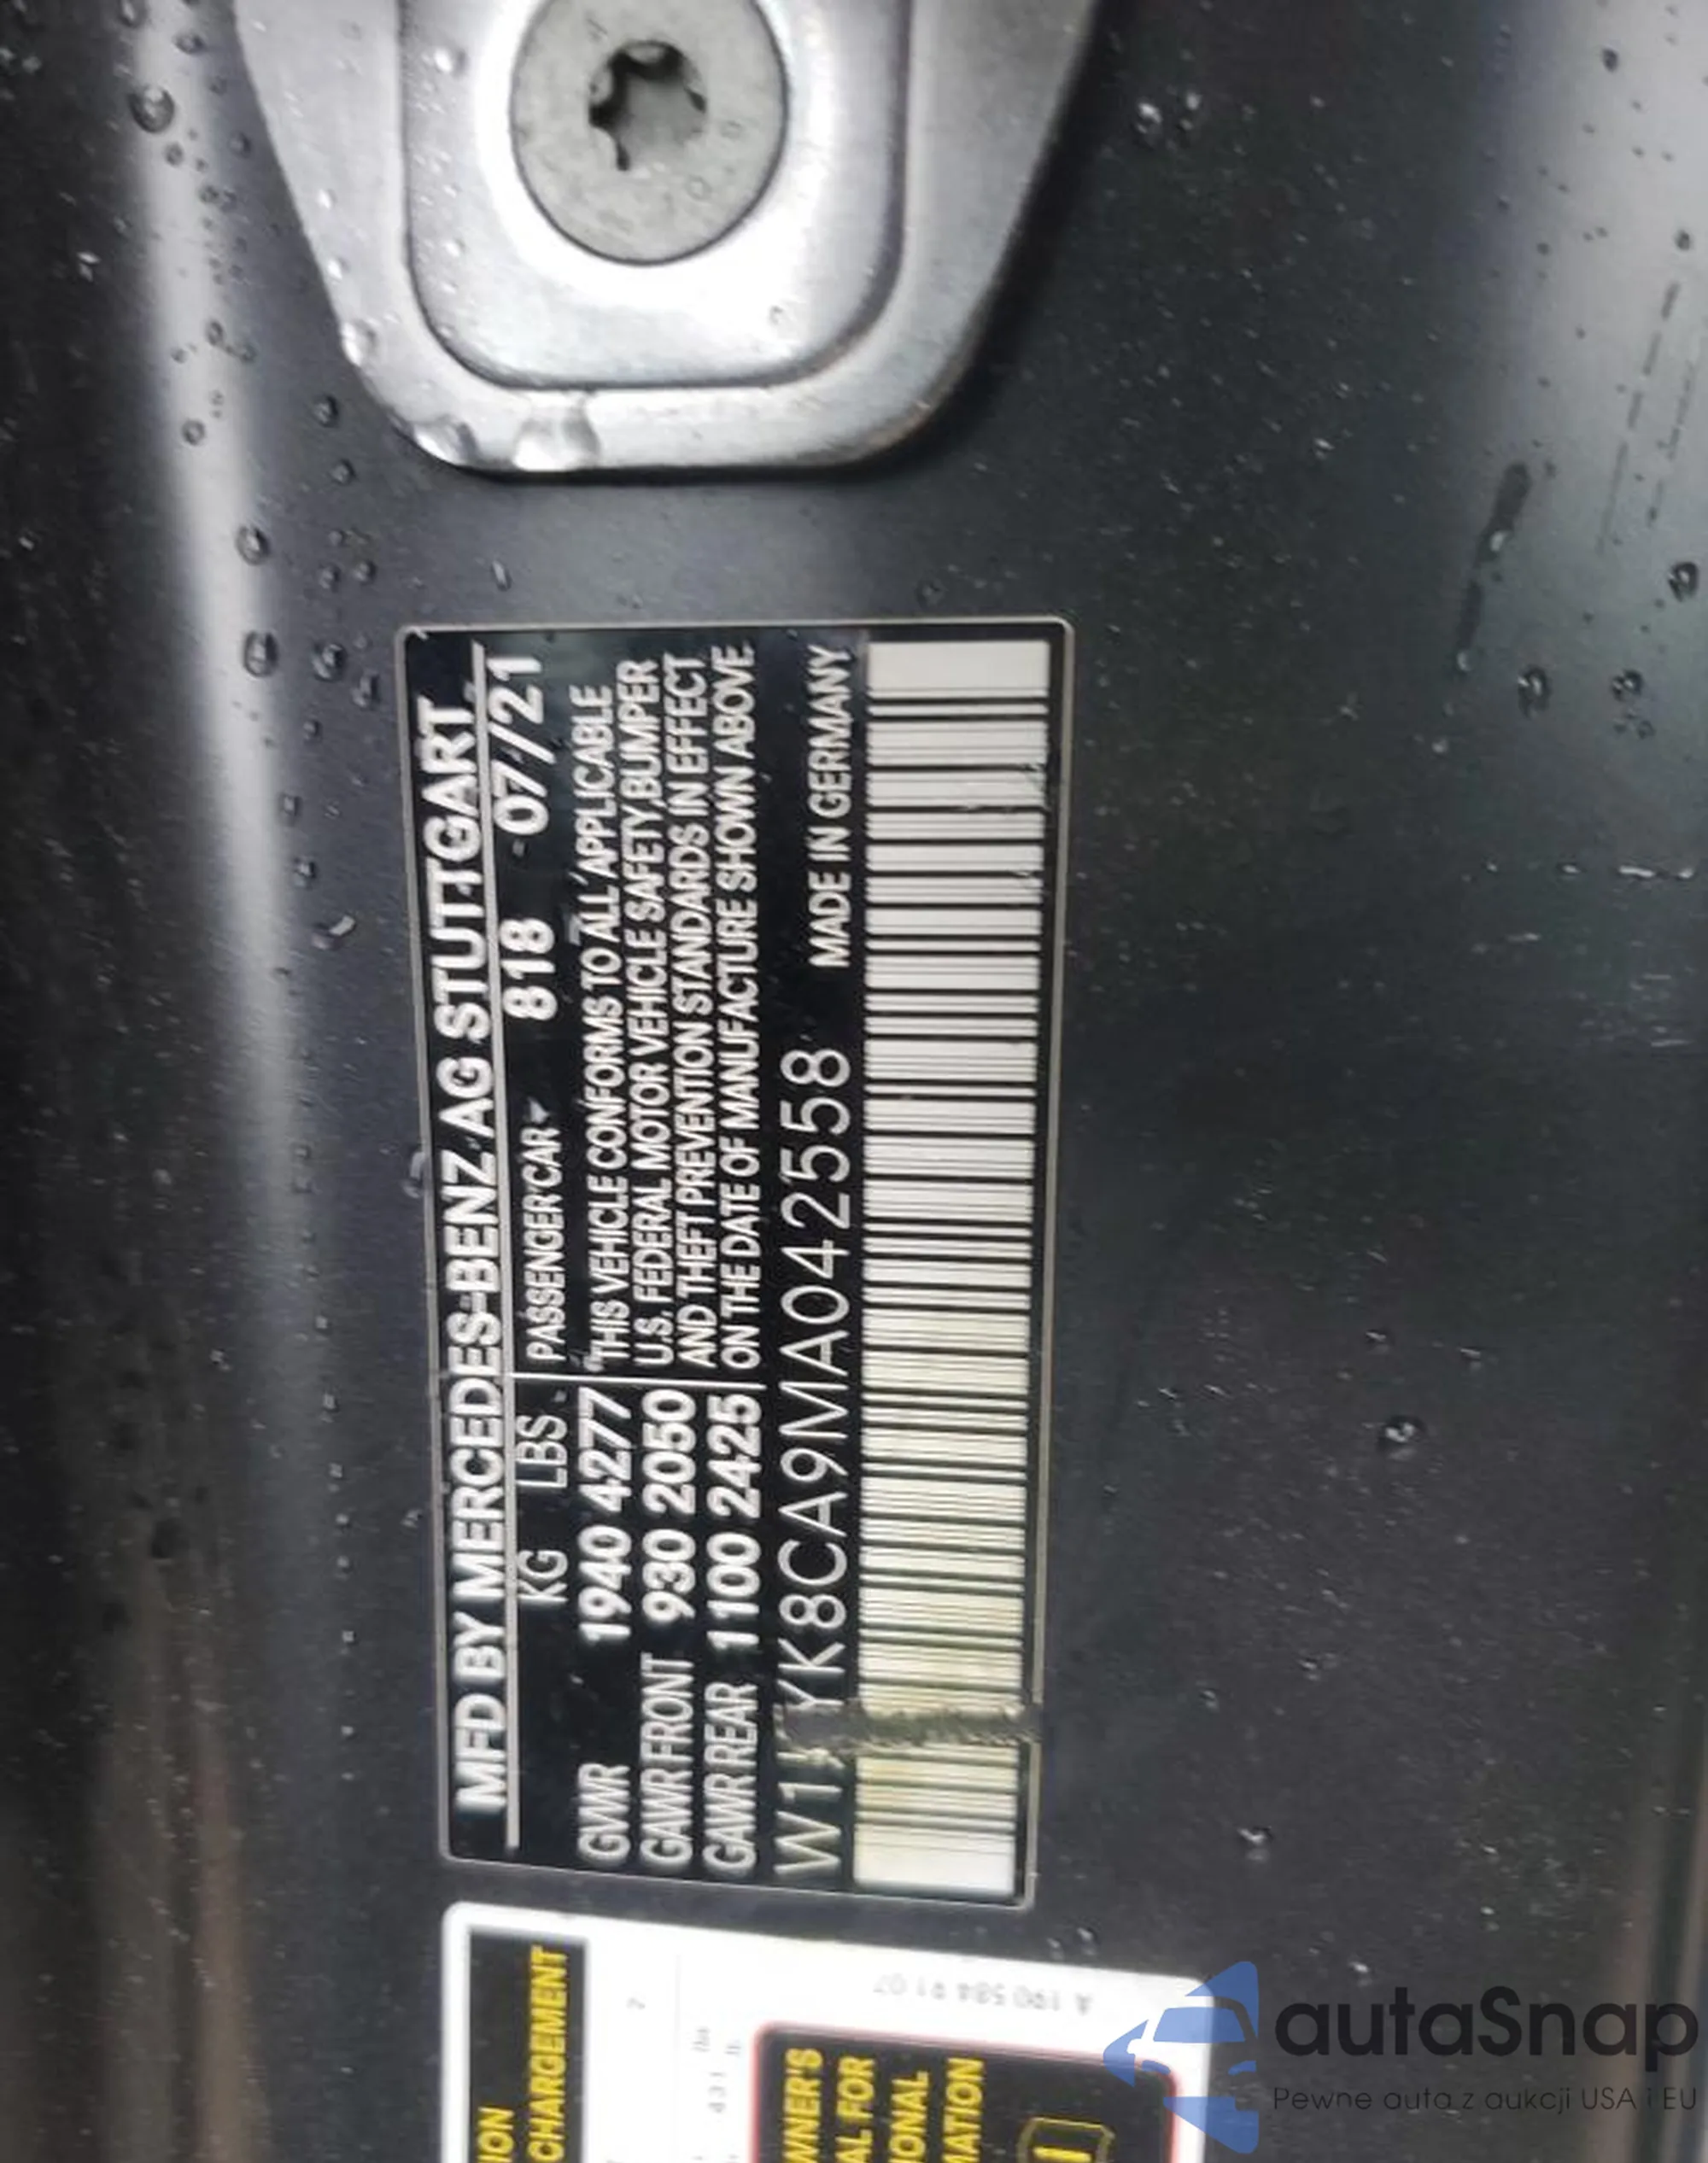 MFD BY MERCEDES-BENZ AG STUTTGART
KG LBS PASSENGER CAR 818 07/21
GVWR 1940 4277 THIS VEHICLE CONFORMS TO ALL APPLICABLE
GAWR FRONT 930 2050 U.S. FEDERAL MOTOR VEHICLE SAFETY, BUMPER
GAWR REAR 1100 2425 AND THEFT PREVENTION STANDARDS IN EFFECT
ON THE DATE OF MANUFACTURE SHOWN ABOVE
YK8CA9MA042558 MADE IN GERMANY
CHARGEMENT
A 190 584 91 07
autaSnap
Pewne auta z aukcji USA i EU